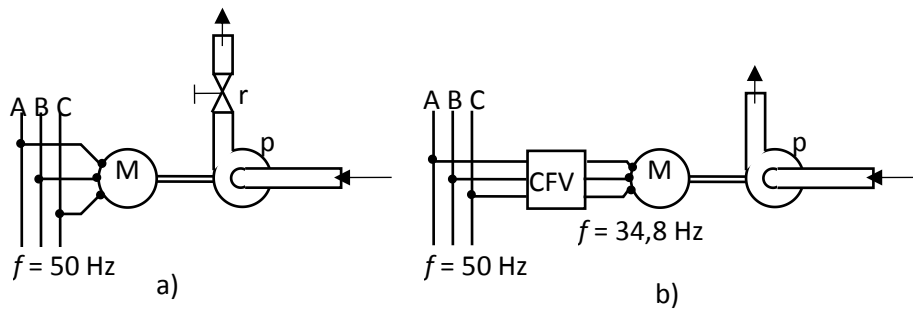 A B C
r
M
p
f = 50 Hz
a)
A B C
CFV
M
p
f = 34,8 Hz
f = 50 Hz
b)